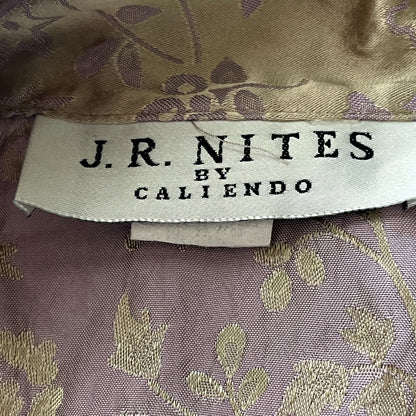 J. R. NITES
BY
CALIENDO